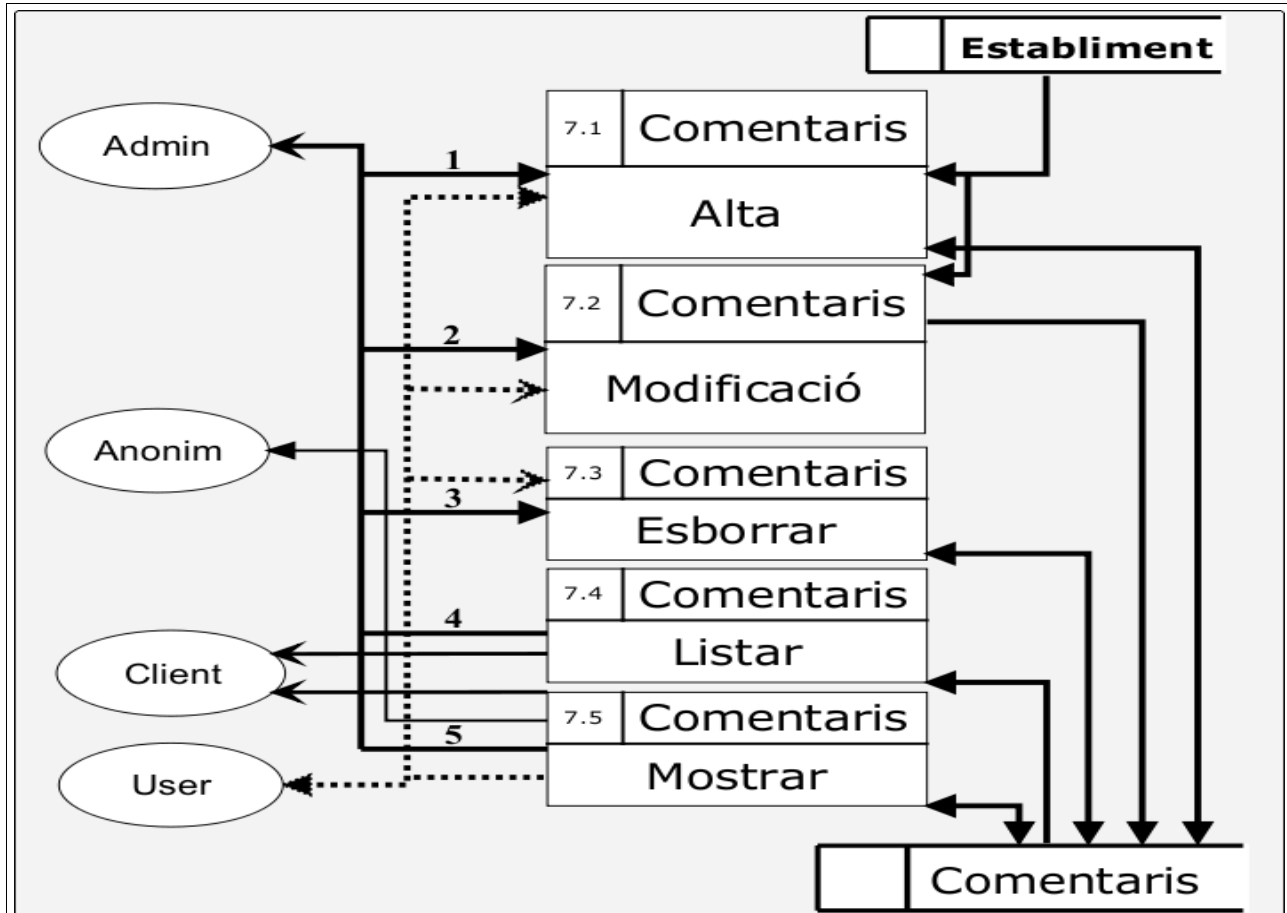 Establiment
Admin
1
7.1 Comentaris
Alta
7.2 Comentaris
2
Modificació
Anonim
7.3 Comentaris
3
Esborrar
7.4 Comentaris
4
Listar
Client
7.5 Comentaris
5
Mostrar
User
Comentaris